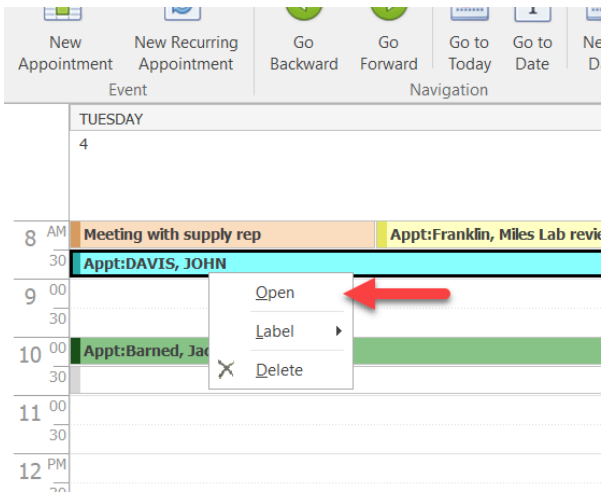 New Appointment
New Recurring Appointment
Go Backward
Go Forward
Go to Today
Go to Date
Event
Navigation
TUESDAY
4
8 AM
Meeting with supply rep
Appt:Franklin, Miles Lab
30
Appt:DAVIS, JOHN
9 00
Open
30
Label
10 00
Appt:Barned,
30
Delete
11 00
30
12 PM
30